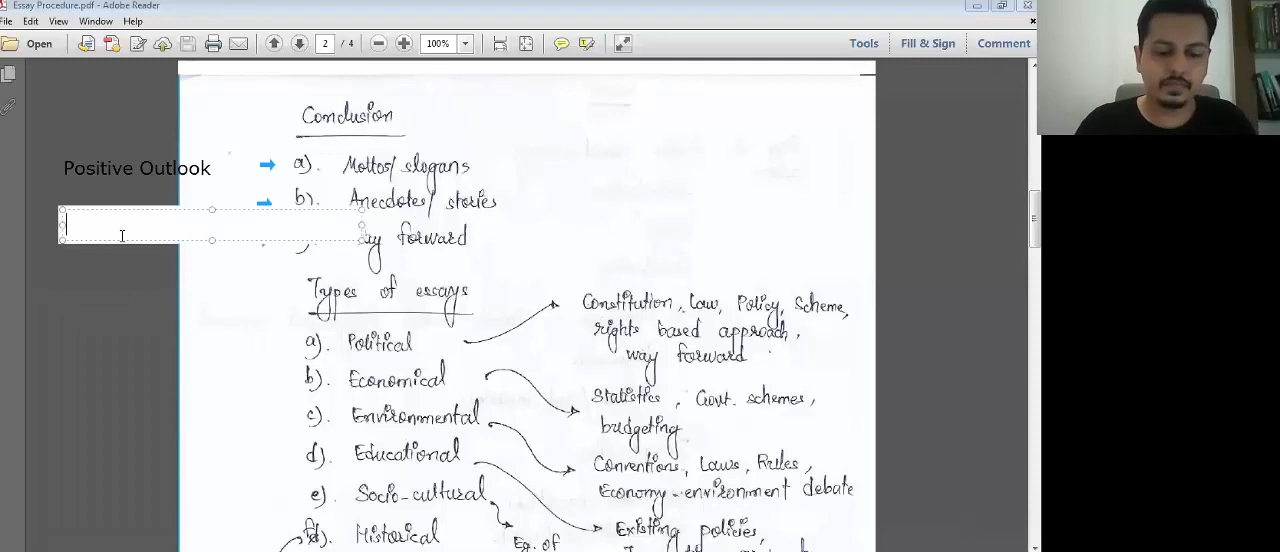 Essay Procedure.pdf - Adobe Reader
File Edit View Window Help
Open 2 / 4 100% Tools Fill & Sign Comment
Conclusion
Positive Outlook
a). Mottos/ slogans
b). Anecdotes/ stories
way forward
Types of essays
a). Political
Constitution, Law, Policy, Scheme,
rights based approach,
way forward
b). Economical
Statistics, Govt. schemes,
budgeting
c). Environmental
Conventions, Laws, Rules,
Economy-environment debate
d). Educational
Existing policies,
e). Socio-cultural
Eg. of
Historical